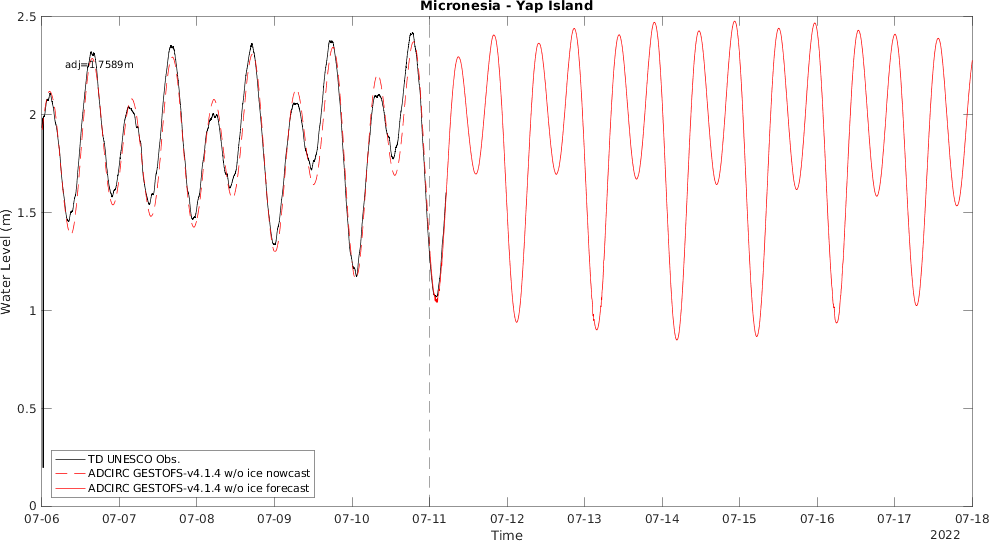 Micronesia - Yap Island
adj=1.7589m
Water Level (m)
2.5
2
1.5
1
0.5
0
TD UNESCO Obs.
ADCIRC GESTOFS-v4.1.4 w/o ice nowcast
ADCIRC GESTOFS-v4.1.4 w/o ice forecast
07-06 07-07 07-08 07-09 07-10 07-11 07-12 07-13 07-14 07-15 07-16 07-17 07-18
Time
2022